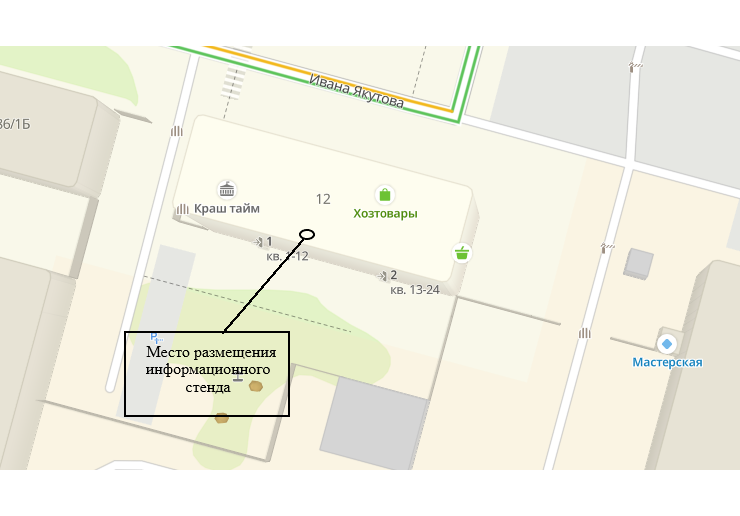 Ивана Якутова
36/1Б
12
Краш тайм
Хозтовары
1
кв. 1-12
2
кв. 13-24
Место размещения
информационного
стенда
Мастерская